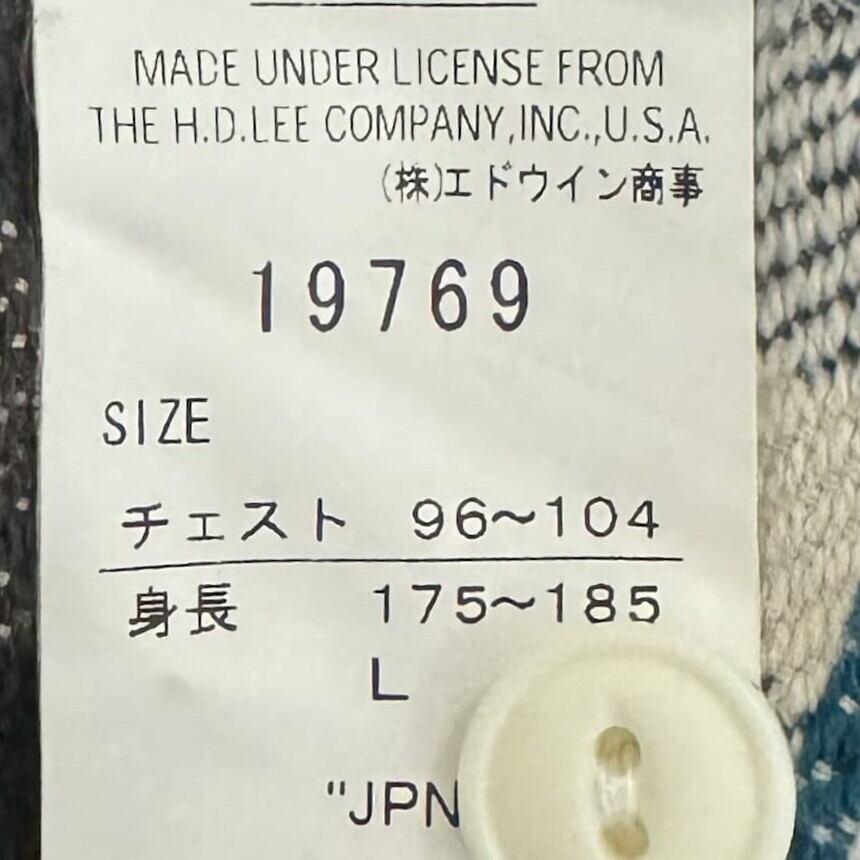 MADE UNDER LICENSE FROM
THE H.D.LEE COMPANY,INC.,U.S.A.
(株)エドウイン商事
19769
SIZE
チェスト 96~104
身長 175~185
L
"JPN